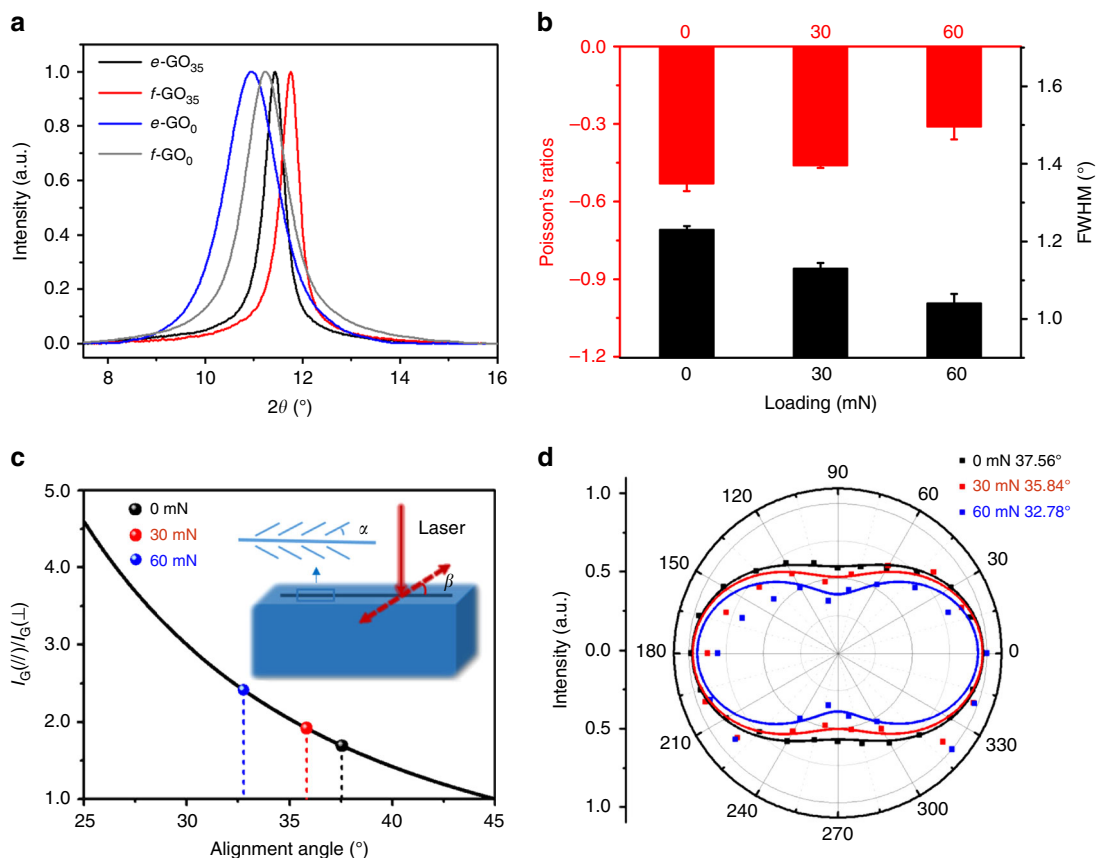 a
Intensity (a.u.)
1.0
0.8
0.6
0.4
0.2
0.0
e-GO35
f-GO35
e-GO0
f-GO0
8 10 12 14 16
2θ (°)
b
0 30 60
Poisson's ratios
0.0
−0.3
−0.6
−0.9
−1.2
1.6
1.4
1.2
1.0
FWHM (°)
0 30 60
Loading (mN)
c
IG(//)/IG(⊥)
5.0
4.0
3.0
2.0
1.0
0 mN
30 mN
60 mN
α
Laser
β
25 30 35 40 45
Alignment angle (°)
d
0 mN 37.56°
30 mN 35.84°
60 mN 32.78°
Intensity (a.u.)
1.0
0.5
0.0
0.5
1.0
90
120 60
150 30
180 0
210 330
240 300
270